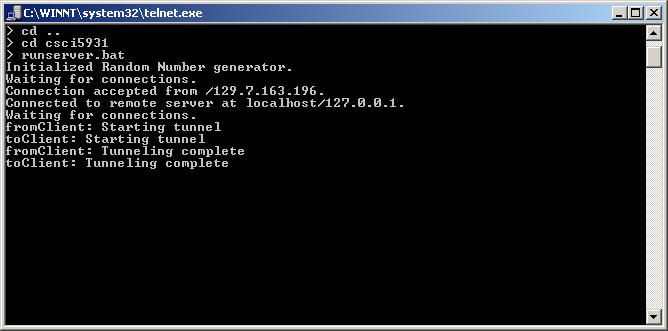 C:\WINNT\system32\telnet.exe
> cd ..
> cd csci5931
> runserver.bat
Initialized Random Number generator.
Waiting for connections.
Connection accepted from /129.7.163.196.
Connected to remote server at localhost/127.0.0.1.
Waiting for connections.
fromClient: Starting tunnel
toClient: Starting tunnel
fromClient: Tunneling complete
toClient: Tunneling complete